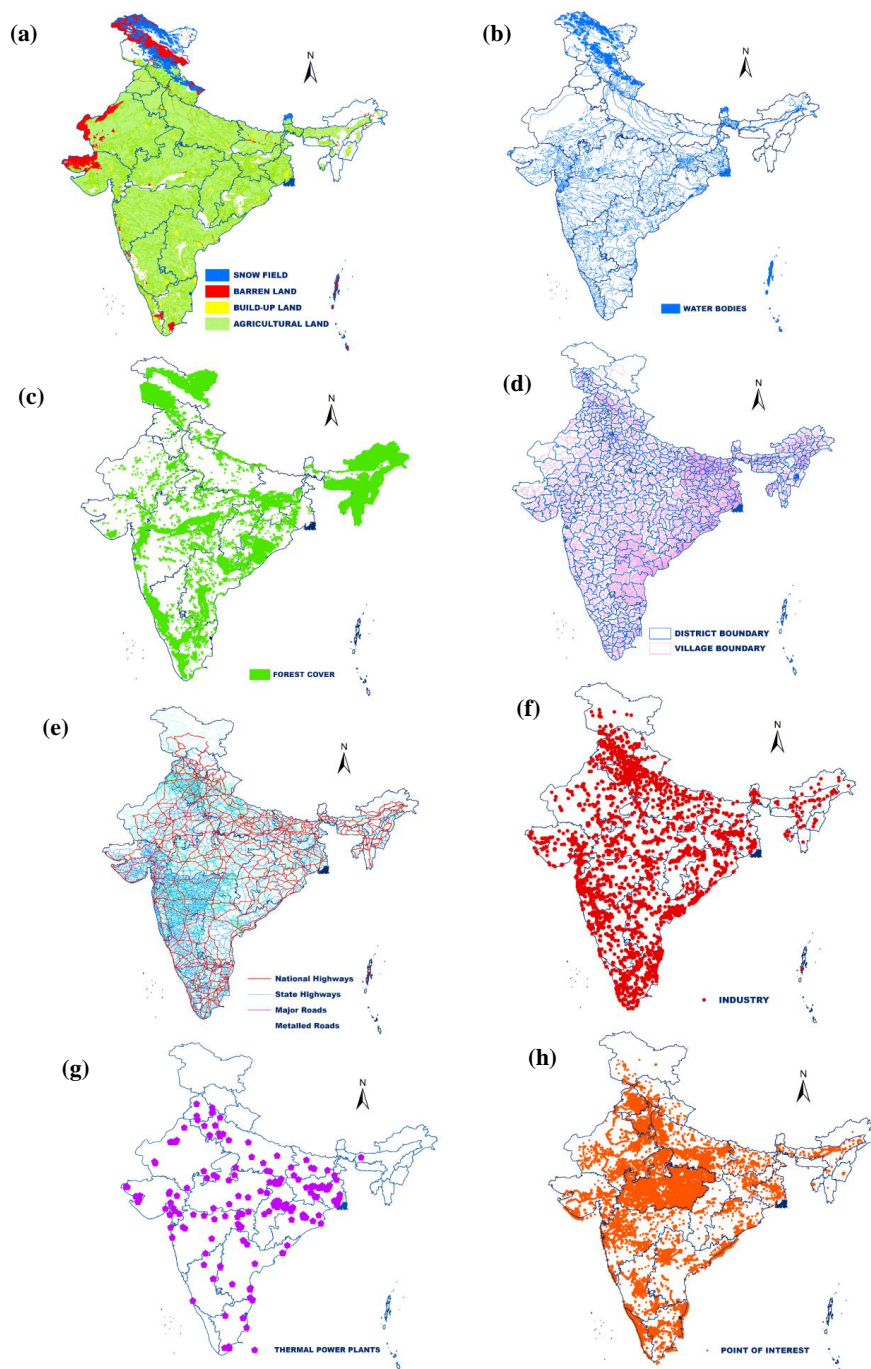 (a)
N
SNOW FIELD
BARREN LAND
BUILD-UP LAND
AGRICULTURAL LAND
(b)
N
WATER BODIES
(c)
N
FOREST COVER
(d)
N
DISTRICT BOUNDARY
VILLAGE BOUNDARY
(e)
N
National Highways
State Highways
Major Roads
Metalled Roads
(f)
N
INDUSTRY
(g)
N
THERMAL POWER PLANTS
(h)
N
POINT OF INTEREST